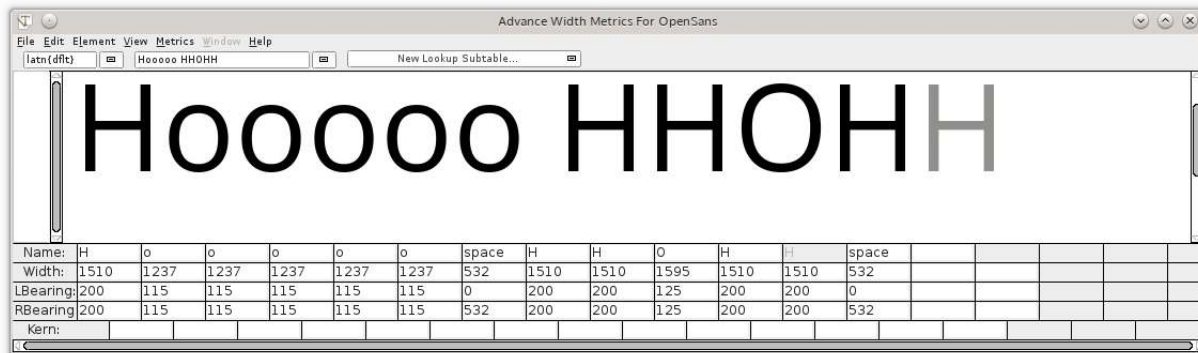 Advance Width Metrics For OpenSans
File Edit Element View Metrics Window Help
latn{dflt} Hooooo HHOHH New Lookup Subtable...
Hooooo HHOHH
Name: H o o o o o space H H O H H space
Width: 1510 1237 1237 1237 1237 1237 532 1510 1510 1595 1510 1510 532
LBearing: 200 115 115 115 115 115 0 200 200 125 200 200 0
RBearing: 200 115 115 115 115 115 532 200 200 125 200 200 532
Kern: